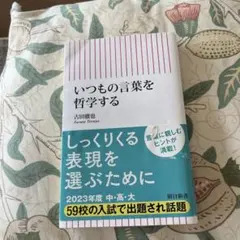 いつもの言葉を
哲学する
古田徹也
しっくりくる
表現を
選ぶために
言葉に親しむ
ヒントが
満載!
2023年度 中・高・大
朝日新書
59校の入試で出題され話題